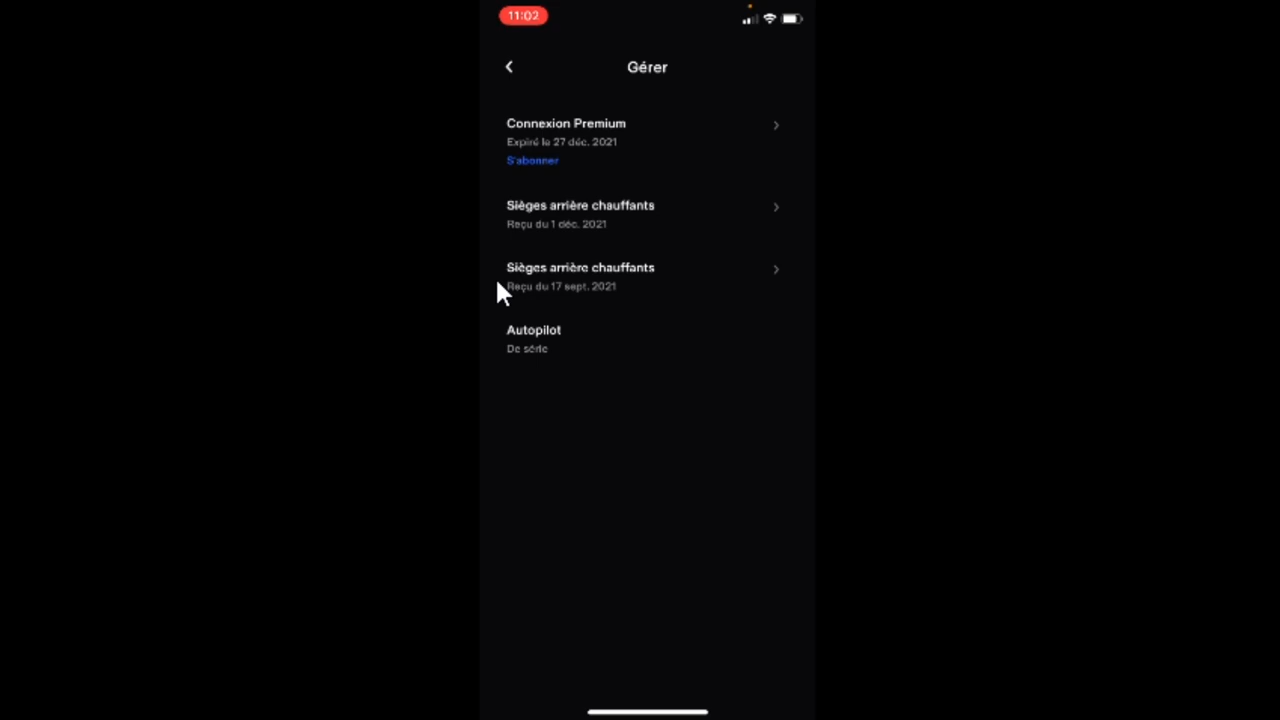 11:02
Gérer
Connexion Premium
Expiré le 27 déc. 2021
S'abonner
Sièges arrière chauffants
Reçu du 1 déc. 2021
Sièges arrière chauffants
Reçu du 17 sept. 2021
Autopilot
De série